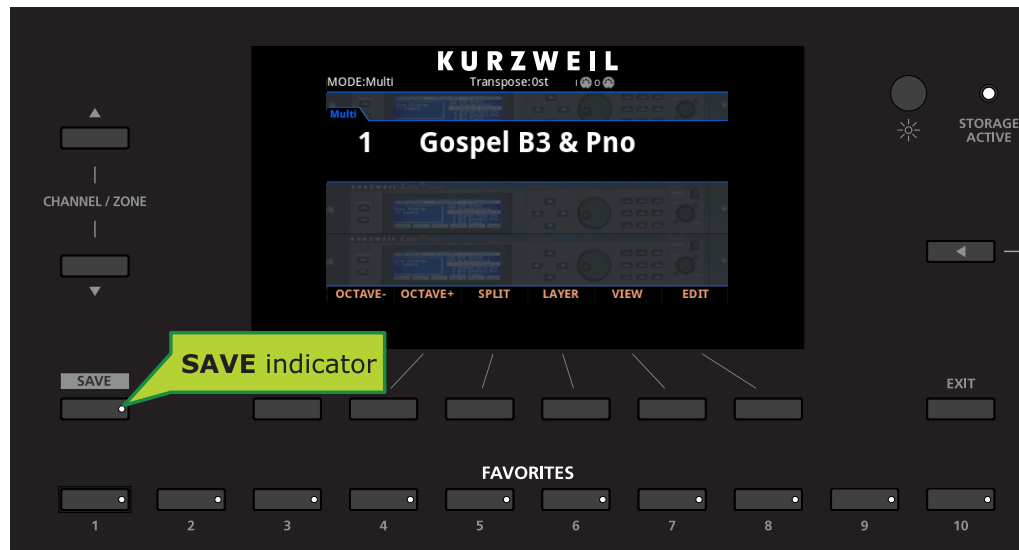 KURZWEIL
MODE:Multi Transpose:0st I O
Multi
1 Gospel B3 & Pno
STORAGE
ACTIVE
CHANNEL / ZONE
OCTAVE- OCTAVE+ SPLIT LAYER VIEW EDIT
SAVE indicator
SAVE
EXIT
FAVORITES
1 2 3 4 5 6 7 8 9 10